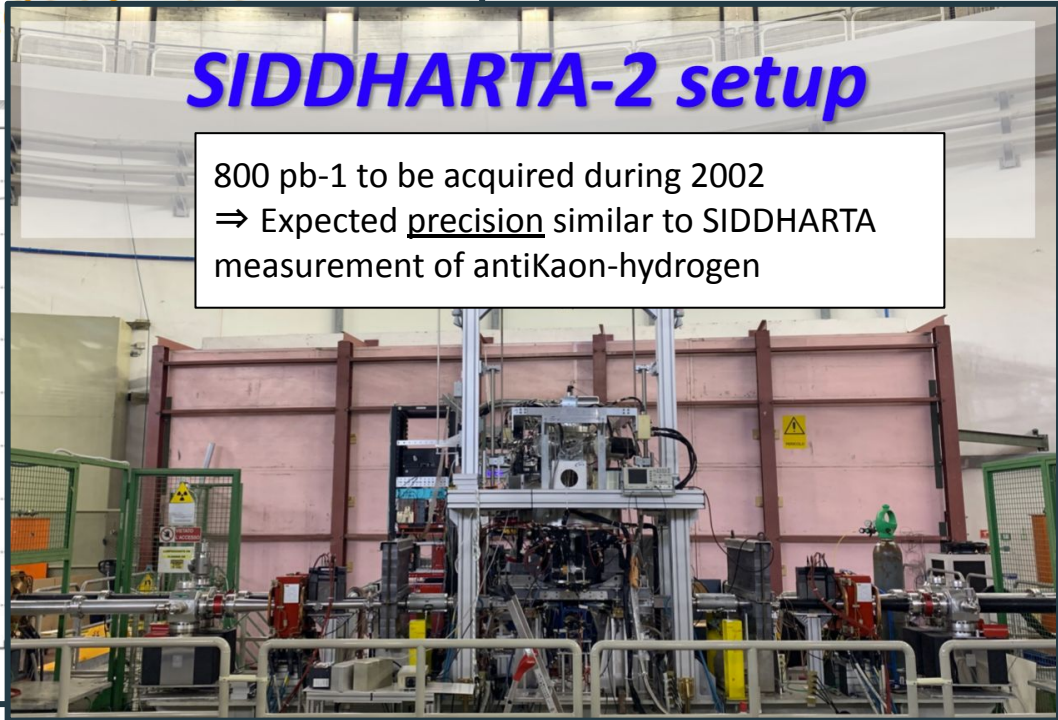 SIDDHARTA-2 setup
800 pb-1 to be acquired during 2002
⇒ Expected precision similar to SIDDHARTA
measurement of antiKaon-hydrogen